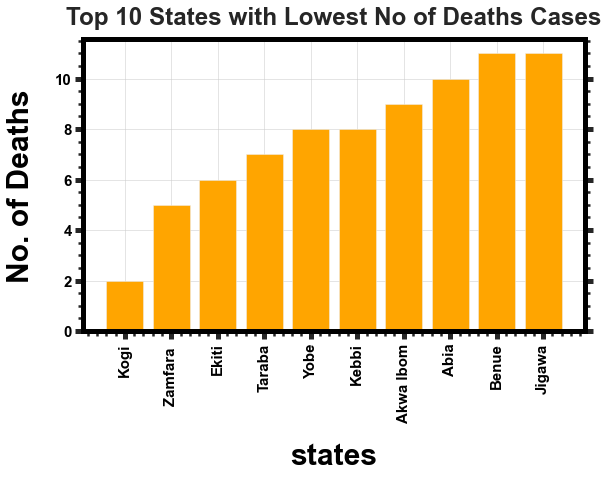 Top 10 States with Lowest No of Deaths Cases
No. of Deaths
10
8
6
4
2
0
Kogi
Zamfara
Ekiti
Taraba
Yobe
Kebbi
Akwa Ibom
Abia
Benue
Jigawa
states